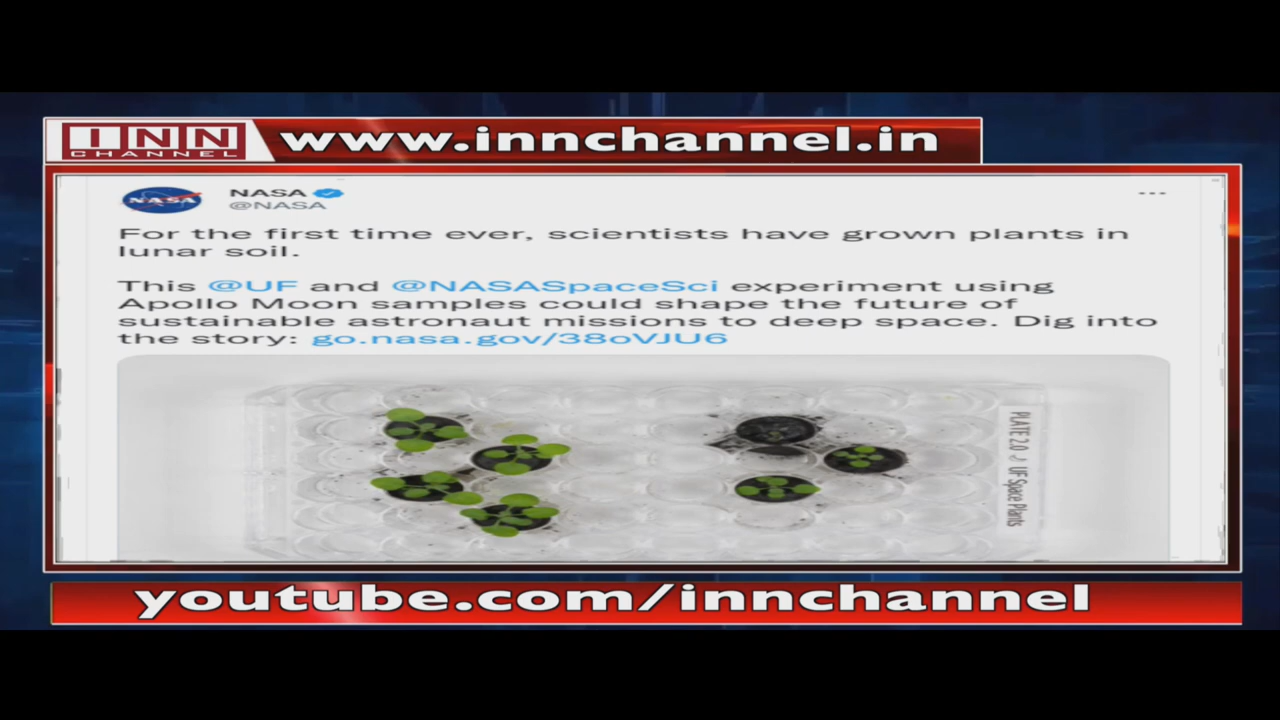 INN
CHANNEL
www.innchannel.in
NASA
NASA
@NASA
For the first time ever, scientists have grown plants in
lunar soil.
This @UF and @NASASpaceSci experiment using
Apollo Moon samples could shape the future of
sustainable astronaut missions to deep space. Dig into
the story: go.nasa.gov/38oVJU6
PLATE 2.0 UF Space Plants
youtube.com/innchannel